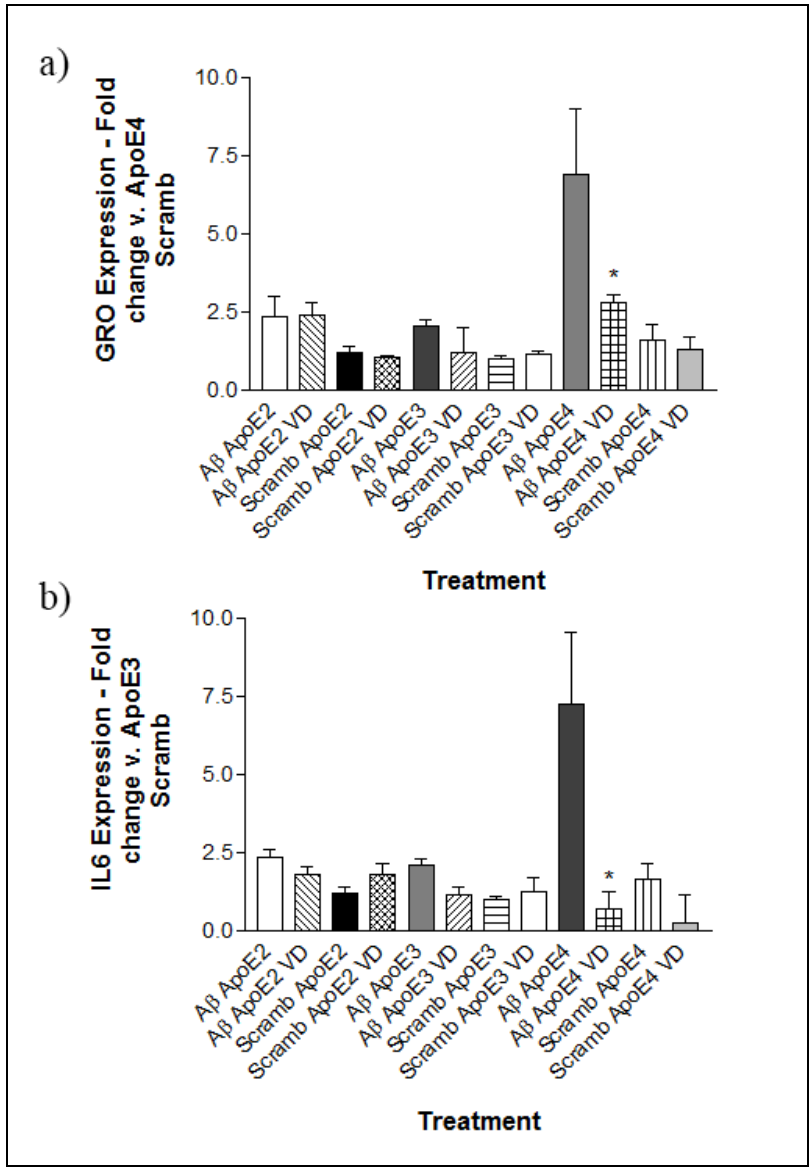 a)
GRO Expression - Fold
change v. ApoE4
Scramb
10.0
7.5
5.0
2.5
0.0
*
Aβ ApoE2
Aβ ApoE2 VD
Scramb ApoE2
Scramb ApoE2 VD
Aβ ApoE3
Aβ ApoE3 VD
Scramb ApoE3
Scramb ApoE3 VD
Aβ ApoE4
Aβ ApoE4 VD
Scramb ApoE4
Scramb ApoE4 VD
Treatment
b)
IL6 Expression - Fold
change v. ApoE3
Scramb
10.0
7.5
5.0
2.5
0.0
*
Aβ ApoE2
Aβ ApoE2 VD
Scramb ApoE2
Scramb ApoE2 VD
Aβ ApoE3
Aβ ApoE3 VD
Scramb ApoE3
Scramb ApoE3 VD
Aβ ApoE4
Aβ ApoE4 VD
Scramb ApoE4
Scramb ApoE4 VD
Treatment